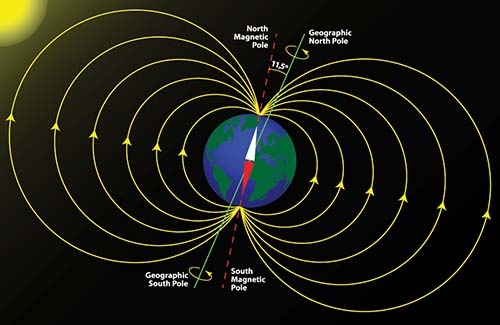 North
Magnetic
Pole
Geographic
North Pole
11.5°
Geographic
South Pole
South
Magnetic
Pole